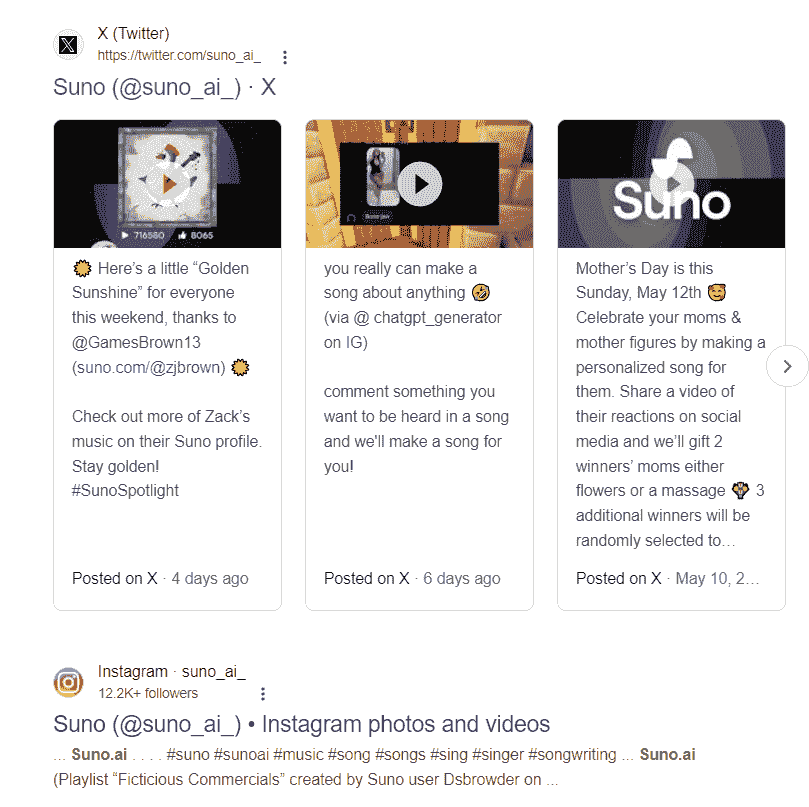 X (Twitter)
https://twitter.com/suno_ai_
Suno (@suno_ai_) · X
716580 8065
🌞 Here's a little “Golden
Sunshine” for everyone
this weekend, thanks to
@GamesBrown13
(suno.com/@zjbrown) 🌞
Check out more of Zack's
music on their Suno profile.
Stay golden!
#SunoSpotlight
Posted on X · 4 days ago
you really can make a
song about anything 🤣
(via @ chatgpt_generator
on IG)
comment something you
want to be heard in a song
and we'll make a song for
you!
Posted on X · 6 days ago
Suno
Mother's Day is this
Sunday, May 12th 🥰
Celebrate your moms &
mother figures by making a
personalized song for
them. Share a video of
their reactions on social
media and we'll gift 2
winners' moms either
flowers or a massage 💐 3
additional winners will be
randomly selected to...
Posted on X · May 10, 2...
Instagram · suno_ai_
12.2K+ followers
Suno (@suno_ai_) • Instagram photos and videos
... Suno.ai . . . . #suno #sunoai #music #song #songs #sing #singer #songwriting ... Suno.ai
(Playlist “Ficticious Commercials” created by Suno user Dsbrowder on ...